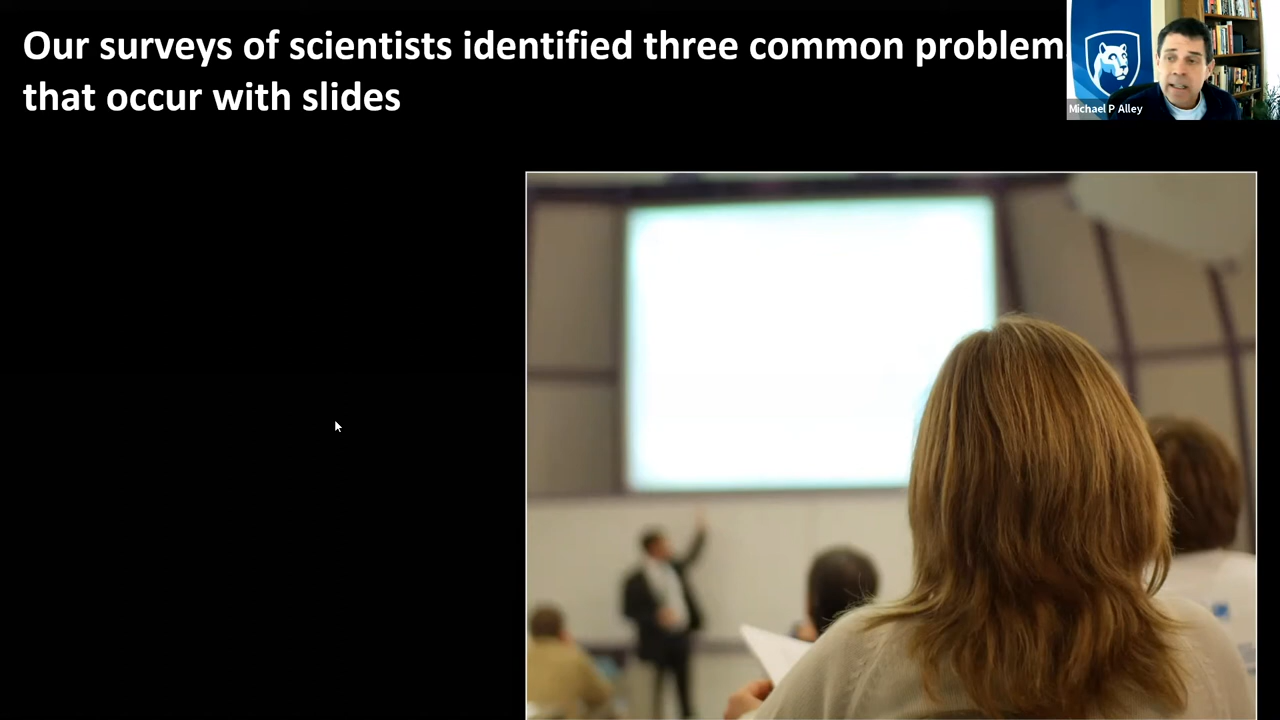 Our surveys of scientists identified three common problem
that occur with slides
Michael P Alley